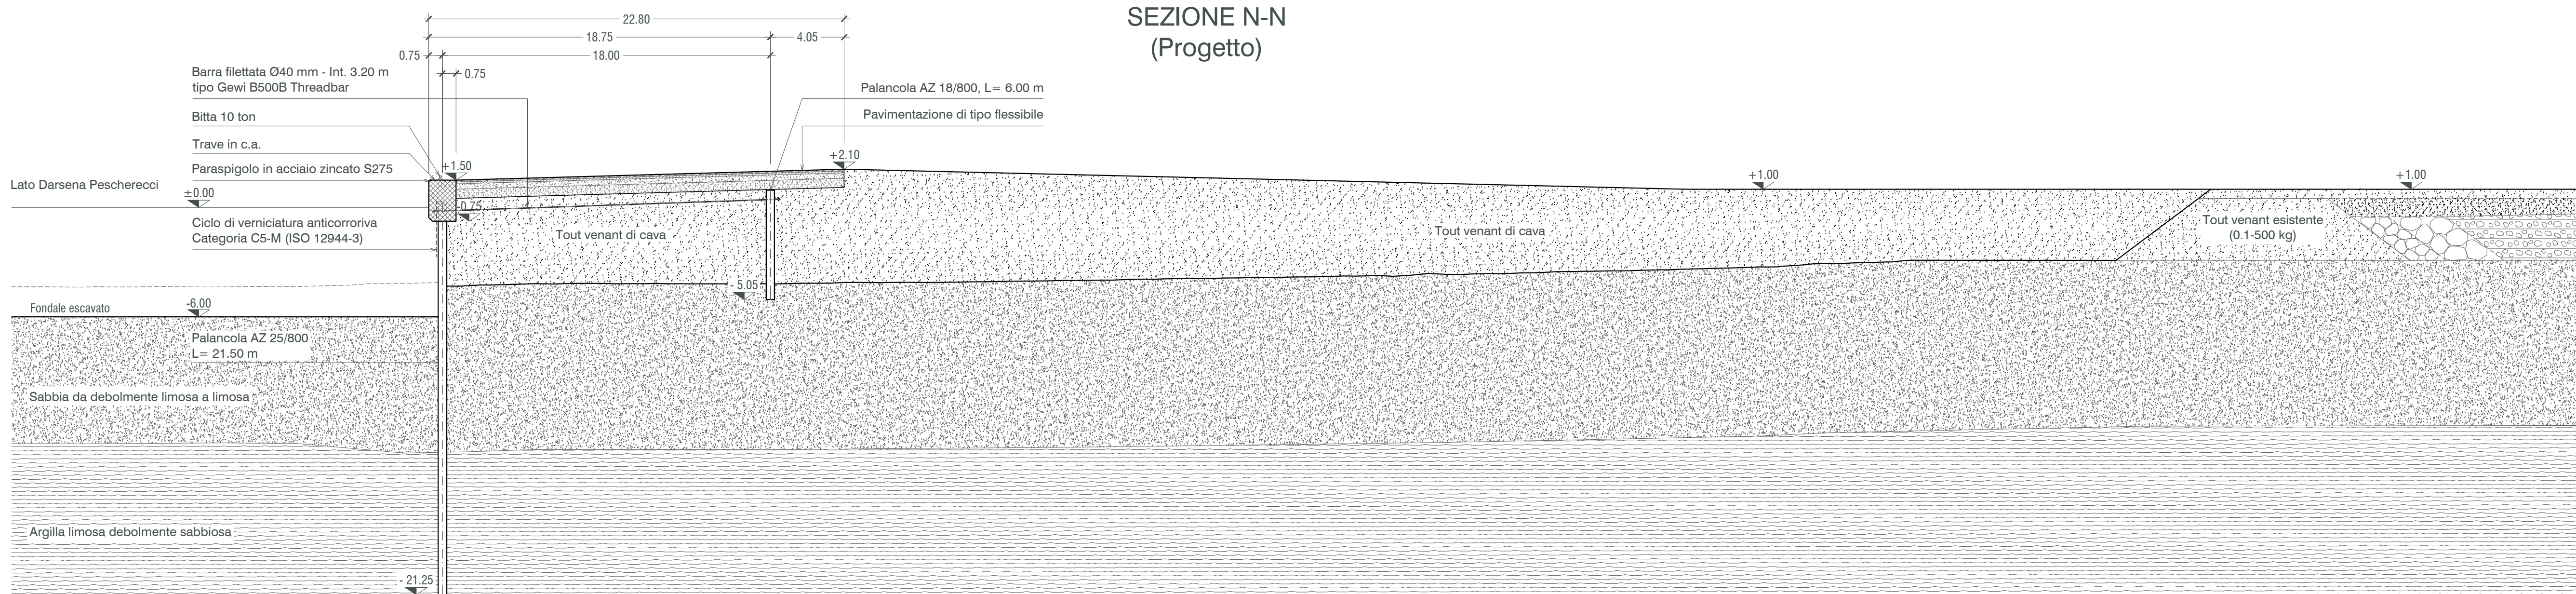 SEZIONE N-N
(Progetto)
22.80
18.75
4.05
0.75
18.00
0.75
Barra filettata Ø40 mm - Int. 3.20 m
tipo Gewi B500B Threadbar
Palancola AZ 18/800, L= 6.00 m
Bitta 10 ton
Pavimentazione di tipo flessibile
Trave in c.a.
+2.10
+1.50
Paraspigolo in acciaio zincato S275
+1.00
+1.00
Lato Darsena Pescherecci
±0.00
-0.75
Ciclo di verniciatura anticorroriva
Categoria C5-M (ISO 12944-3)
Tout venant di cava
Tout venant di cava
Tout venant esistente
(0.1-500 kg)
- 5.05
-6.00
Fondale escavato
Palancola AZ 25/800
L= 21.50 m
Sabbia da debolmente limosa a limosa
Argilla limosa debolmente sabbiosa
- 21.25